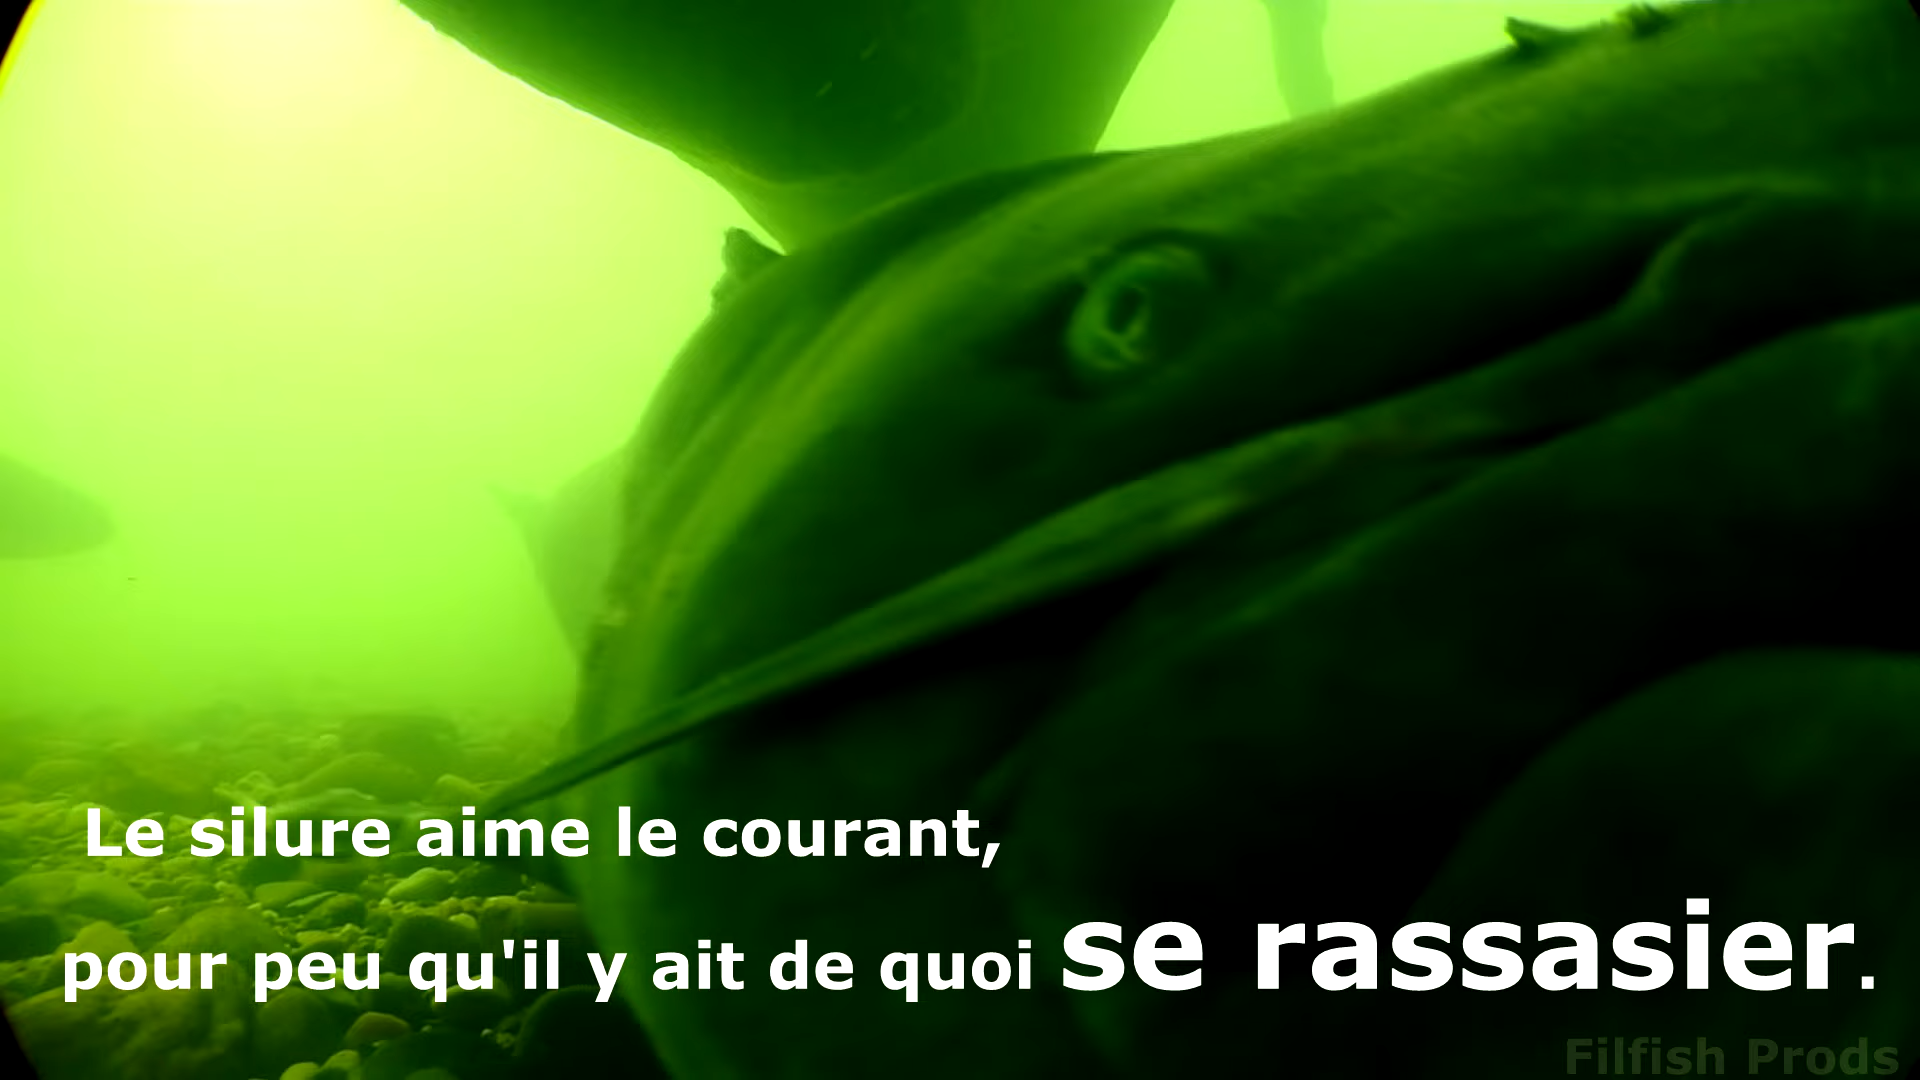 Le silure aime le courant,
pour peu qu'il y ait de quoi se rassasier.
Filfish Prods